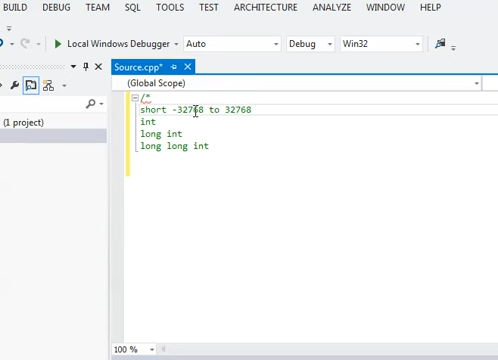 BUILD DEBUG TEAM SQL TOOLS TEST ARCHITECTURE ANALYZE WINDOW HELP
Local Windows Debugger Auto Debug Win32
Source.cpp*
(Global Scope)
(1 project)
/*
short -32768 to 32768
int
long int
long long int
100 %